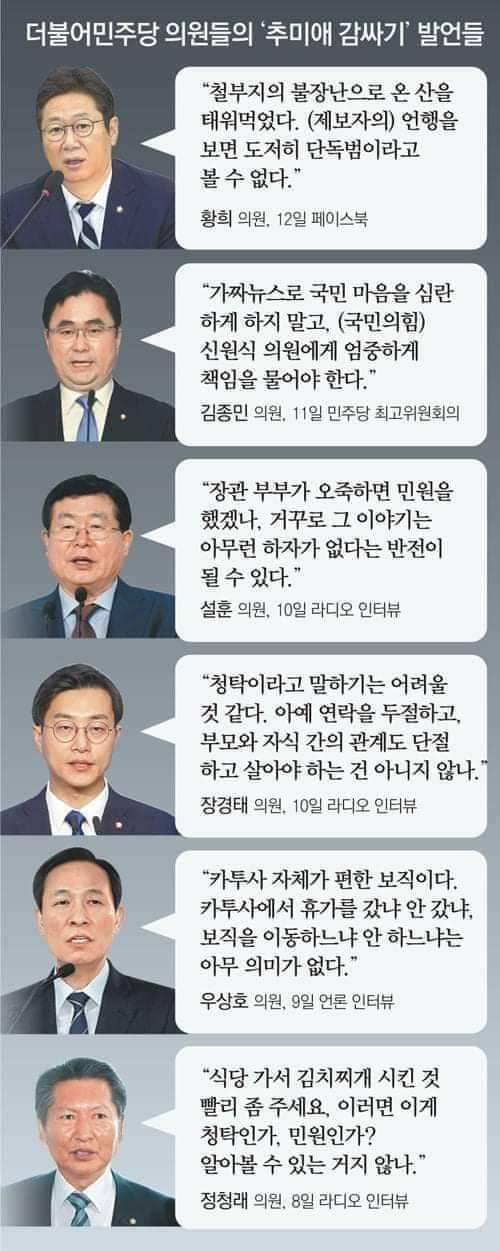 더불어민주당 의원들의 ‘추미애 감싸기’ 발언들
“철부지의 불장난으로 온 산을
태워먹었다. (제보자의) 언행을
보면 도저히 단독범이라고
볼 수 없다.”
황희 의원, 12일 페이스북
“가짜뉴스로 국민 마음을 심란
하게 하지 말고, (국민의힘)
신원식 의원에게 엄중하게
책임을 물어야 한다.”
김종민 의원, 11일 민주당 최고위원회의
“장관 부부가 오죽하면 민원을
했겠나, 거꾸로 그 이야기는
아무런 하자가 없다는 반전이
될 수 있다.”
설훈 의원, 10일 라디오 인터뷰
“청탁이라고 말하기는 어려울
것 같다. 아예 연락을 두절하고,
부모와 자식 간의 관계도 단절
하고 살아야 하는 건 아니지 않나.”
장경태 의원, 10일 라디오 인터뷰
“카투사 자체가 편한 보직이다.
카투사에서 휴가를 갔냐 안 갔냐,
보직을 이동하느냐 안 하느냐는
아무 의미가 없다.”
우상호 의원, 9일 언론 인터뷰
“식당 가서 김치찌개 시킨 것
빨리 좀 주세요, 이러면 이게
청탁인가, 민원인가?
알아볼 수 있는 거지 않나.”
정청래 의원, 8일 라디오 인터뷰